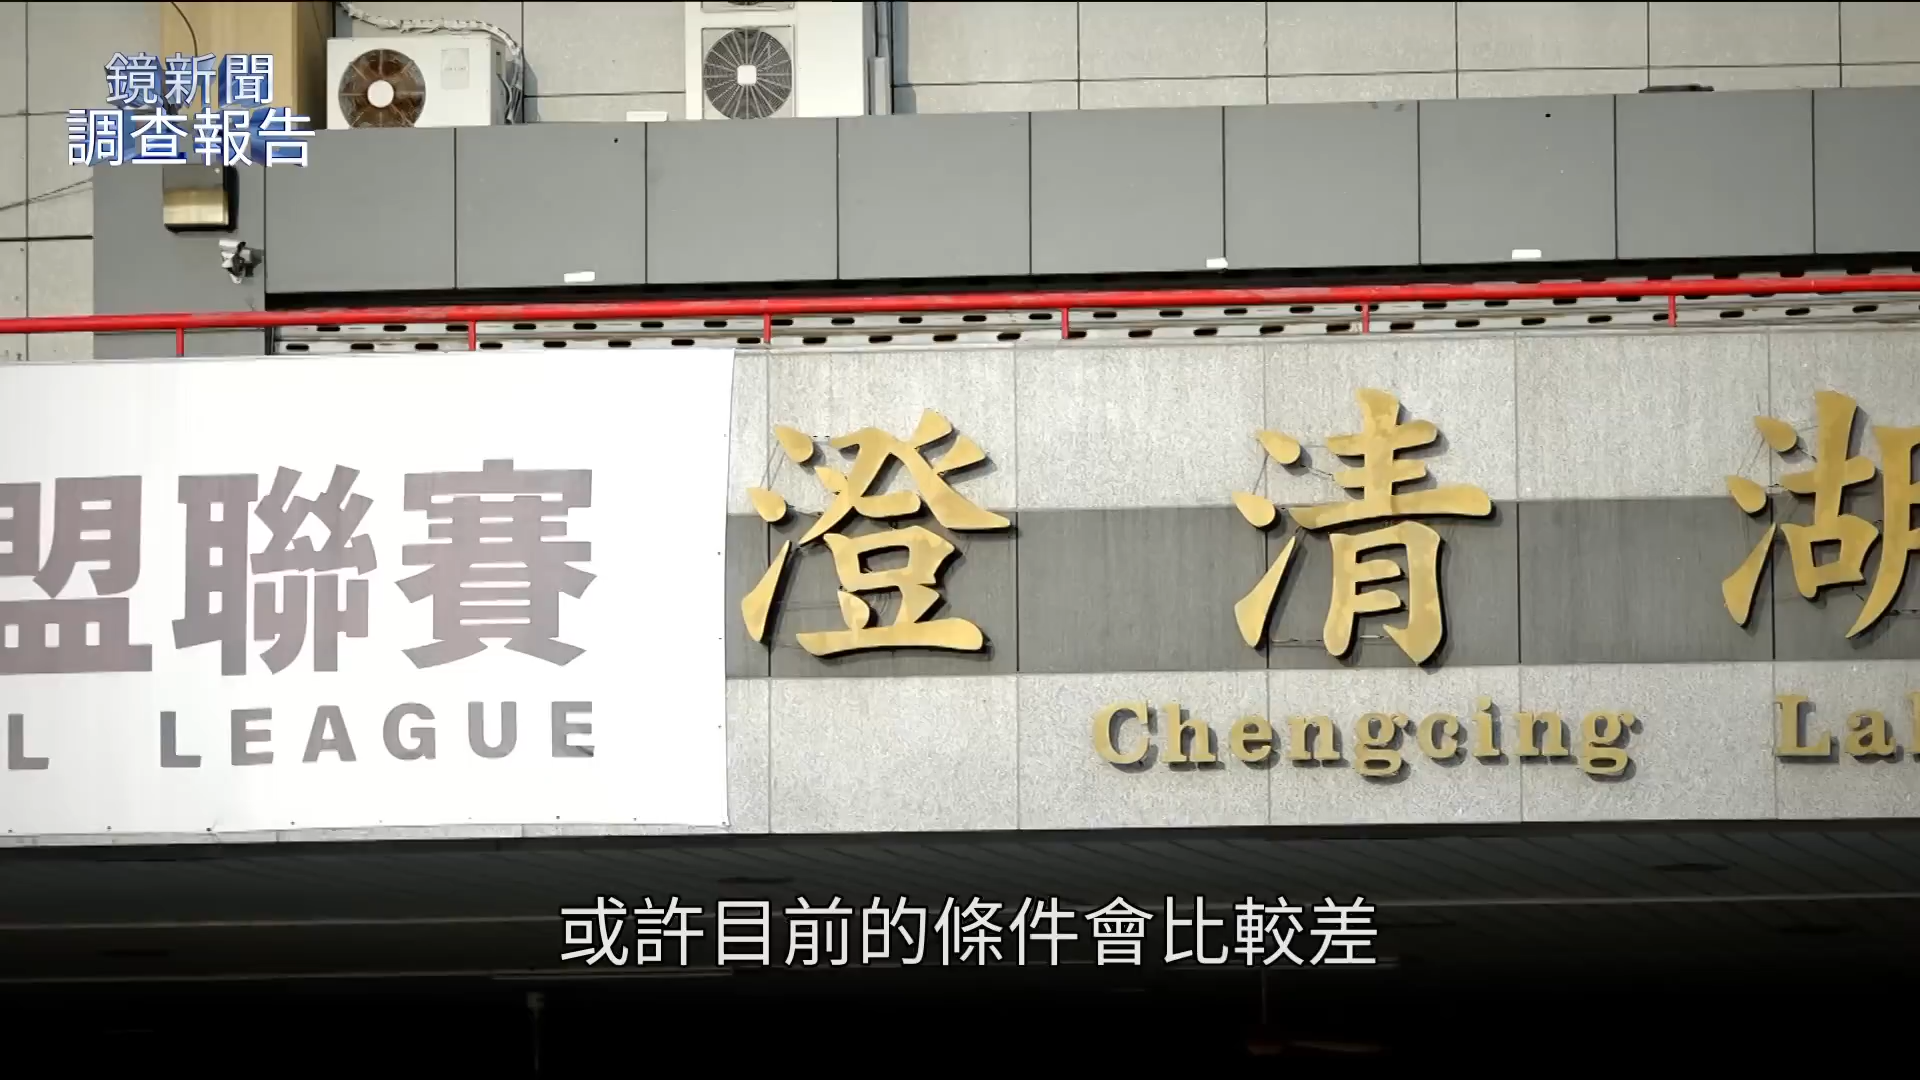 鏡新聞
調查報告
盟聯賽
L LEAGUE
澄清湖
Chengcing
或許目前的條件會比較差